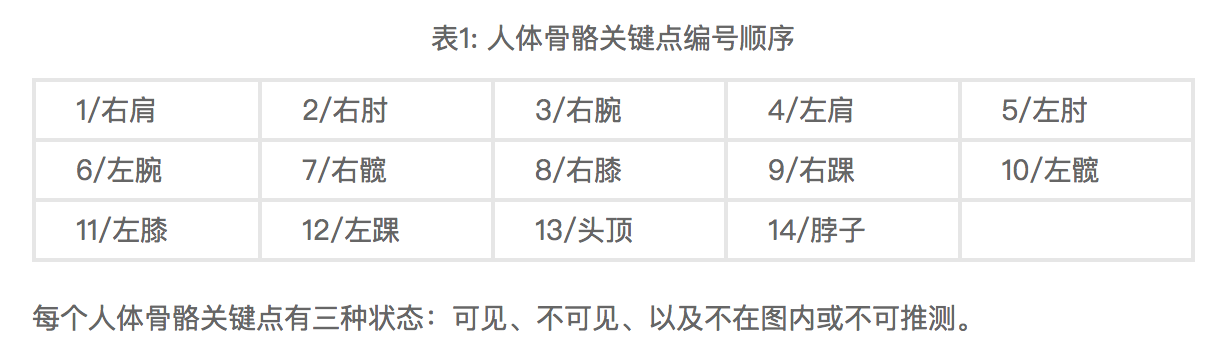 表1: 人体骨骼关键点编号顺序
1/右肩 2/右肘 3/右腕 4/左肩 5/左肘
6/左腕 7/右髋 8/右膝 9/右踝 10/左髋
11/左膝 12/左踝 13/头顶 14/脖子
每个人体骨骼关键点有三种状态：可见、不可见、以及不在图内或不可推测。